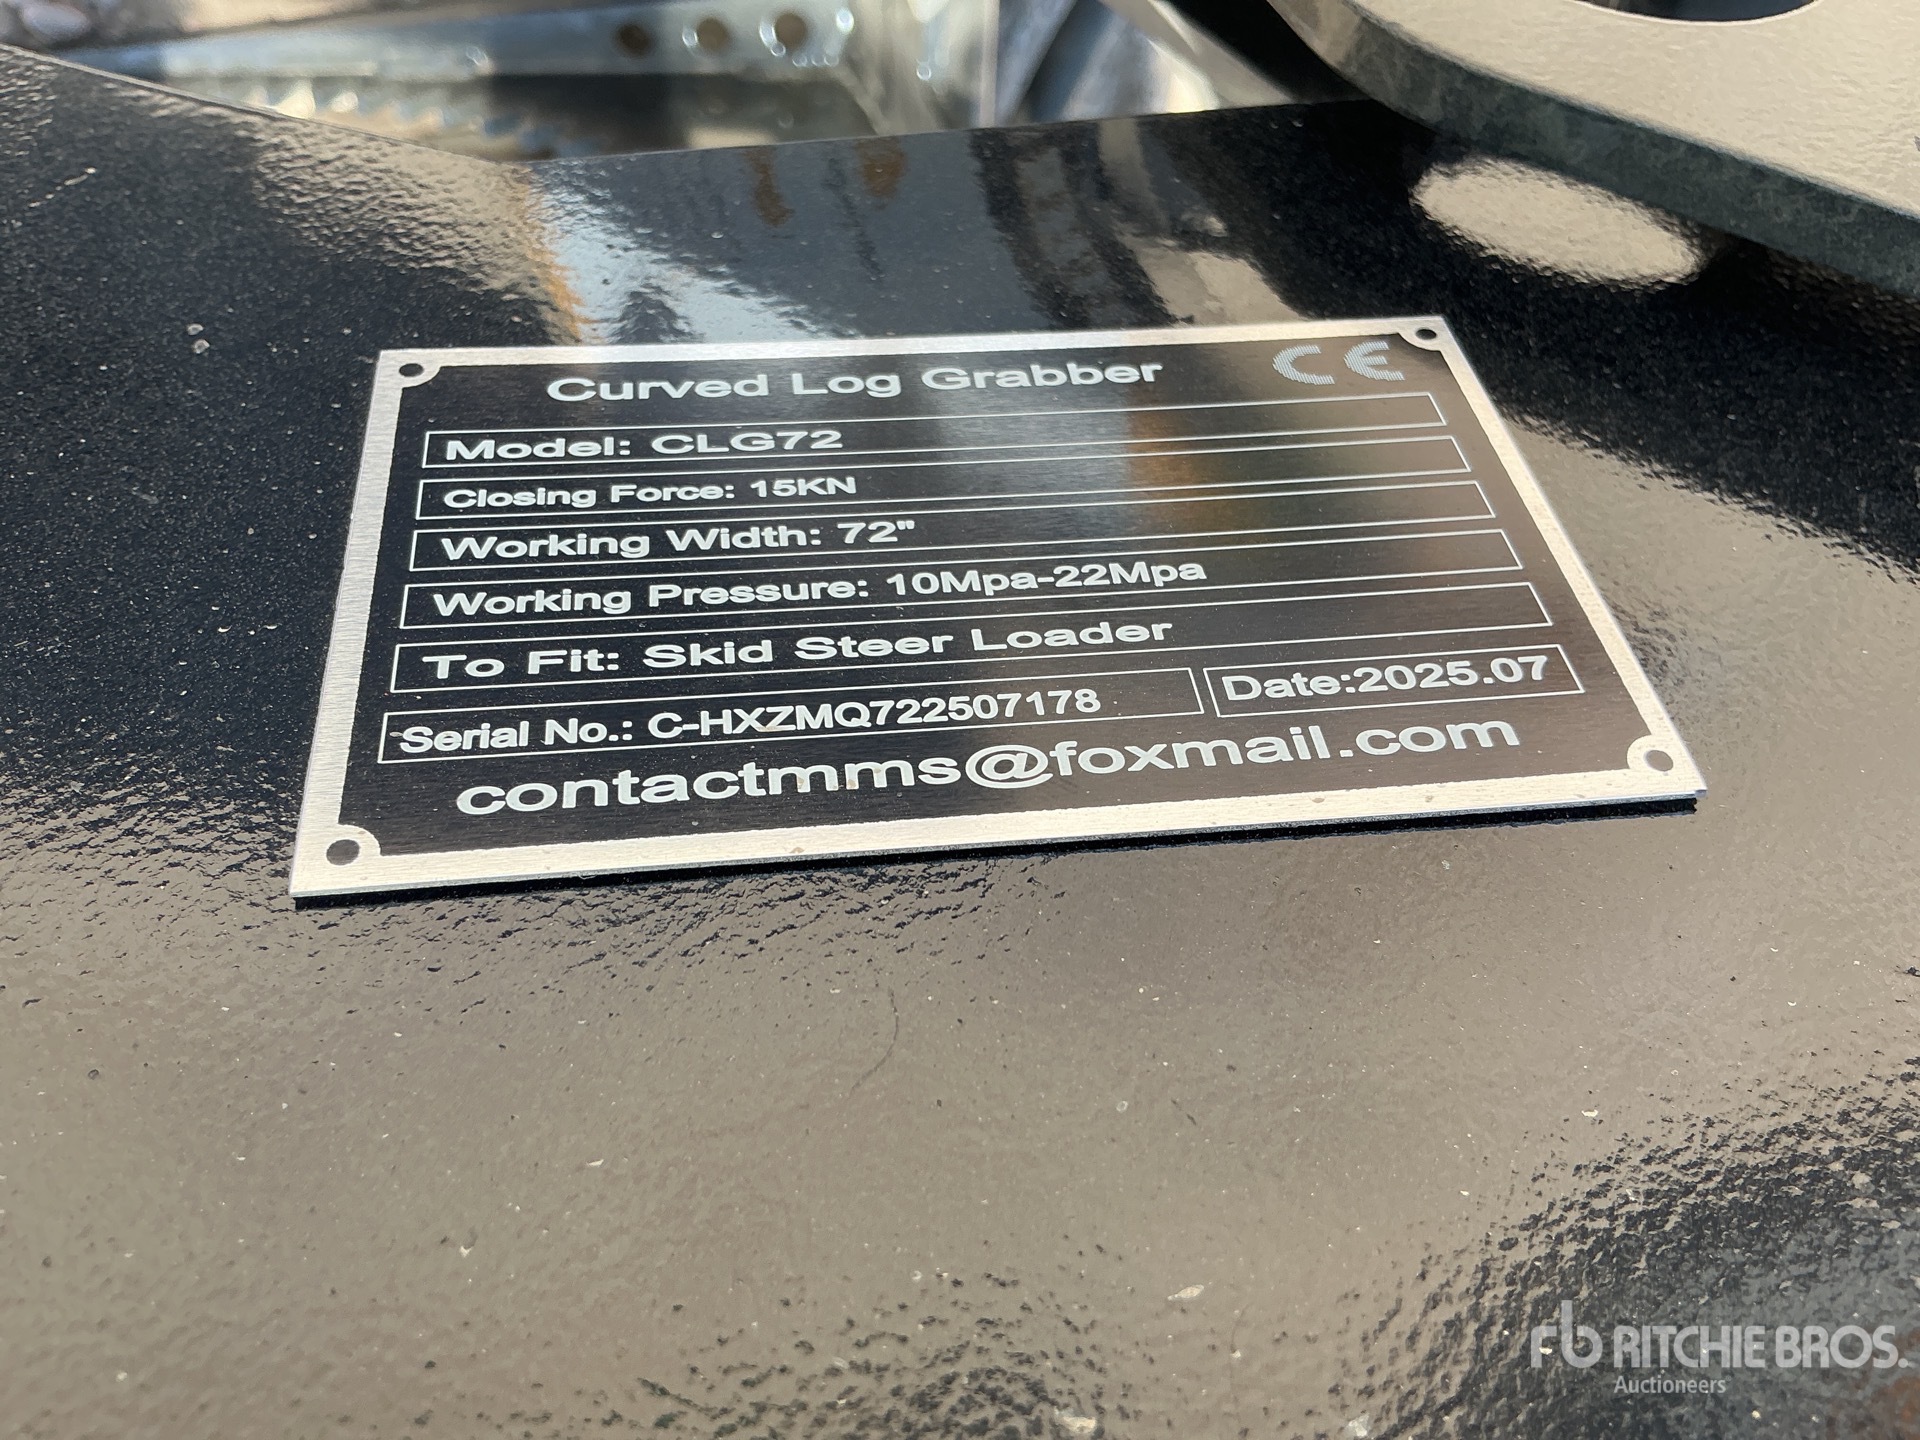 Curved Log Grabber CE
Model: CLG72
Closing Force: 15KN
Working Width: 72"
Working Pressure: 10Mpa-22Mpa
To Fit: Skid Steer Loader
Serial No.: C-HXZMQ722507178 Date:2025.07
contactmms@foxmail.com
rb RITCHIE BROS.
Auctioneers